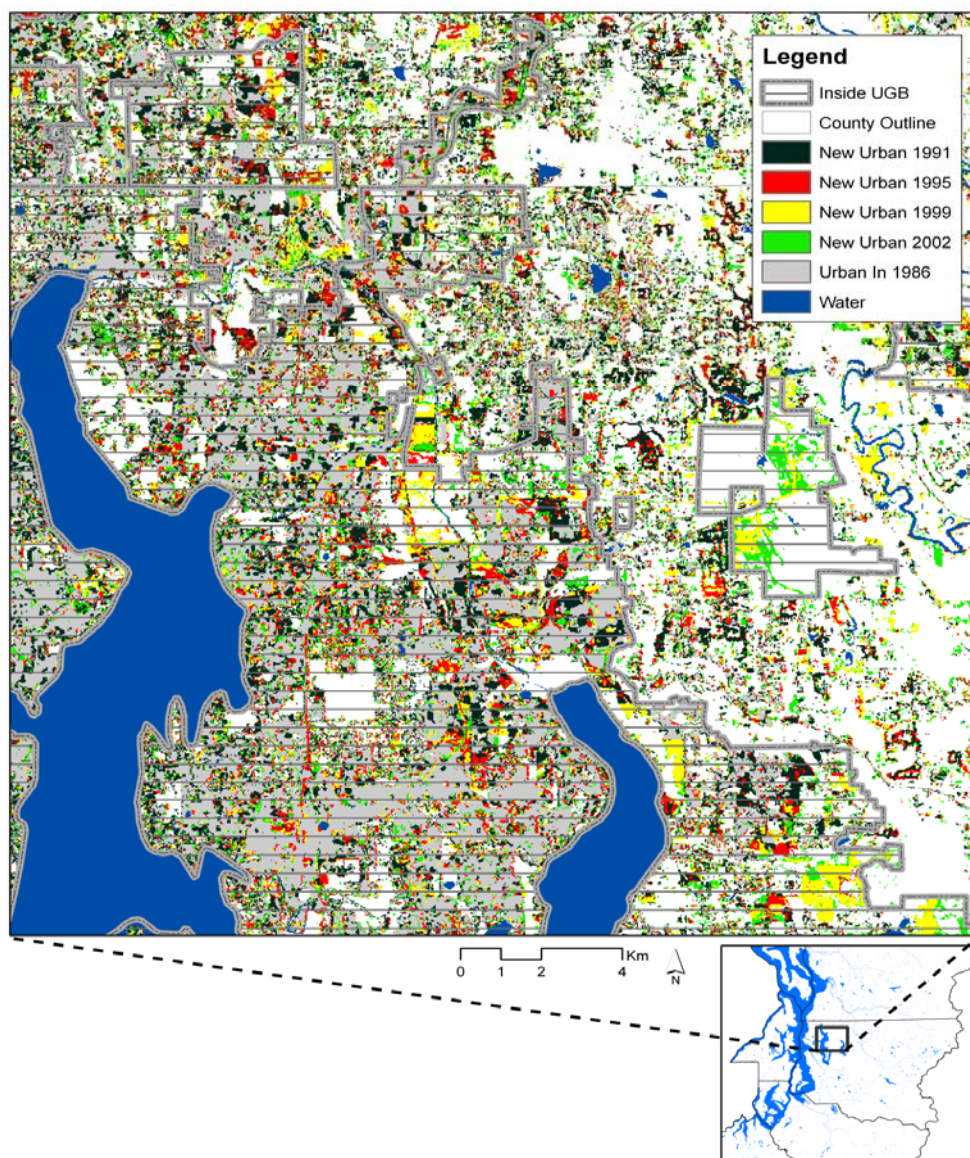 Legend
Inside UGB
County Outline
New Urban 1991
New Urban 1995
New Urban 1999
New Urban 2002
Urban In 1986
Water
Km
0 1 2 4
N